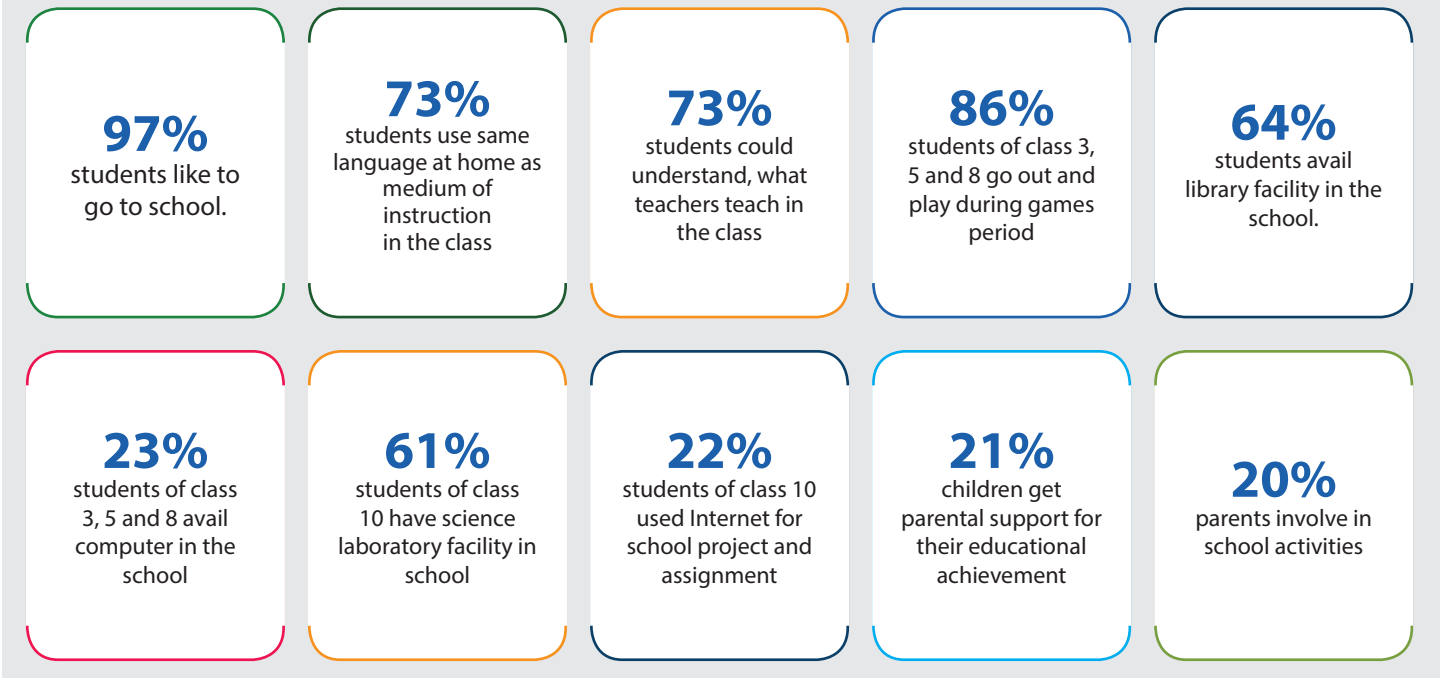 97%
students like to
go to school.
73%
students use same
language at home as
medium of
instruction
in the class
73%
students could
understand, what
teachers teach in
the class
86%
students of class 3,
5 and 8 go out and
play during games
period
64%
students avail
library facility in the
school.
23%
students of class
3, 5 and 8 avail
computer in the
school
61%
students of class
10 have science
laboratory facility in
school
22%
students of class 10
used Internet for
school project and
assignment
21%
children get
parental support for
their educational
achievement
20%
parents involve in
school activities